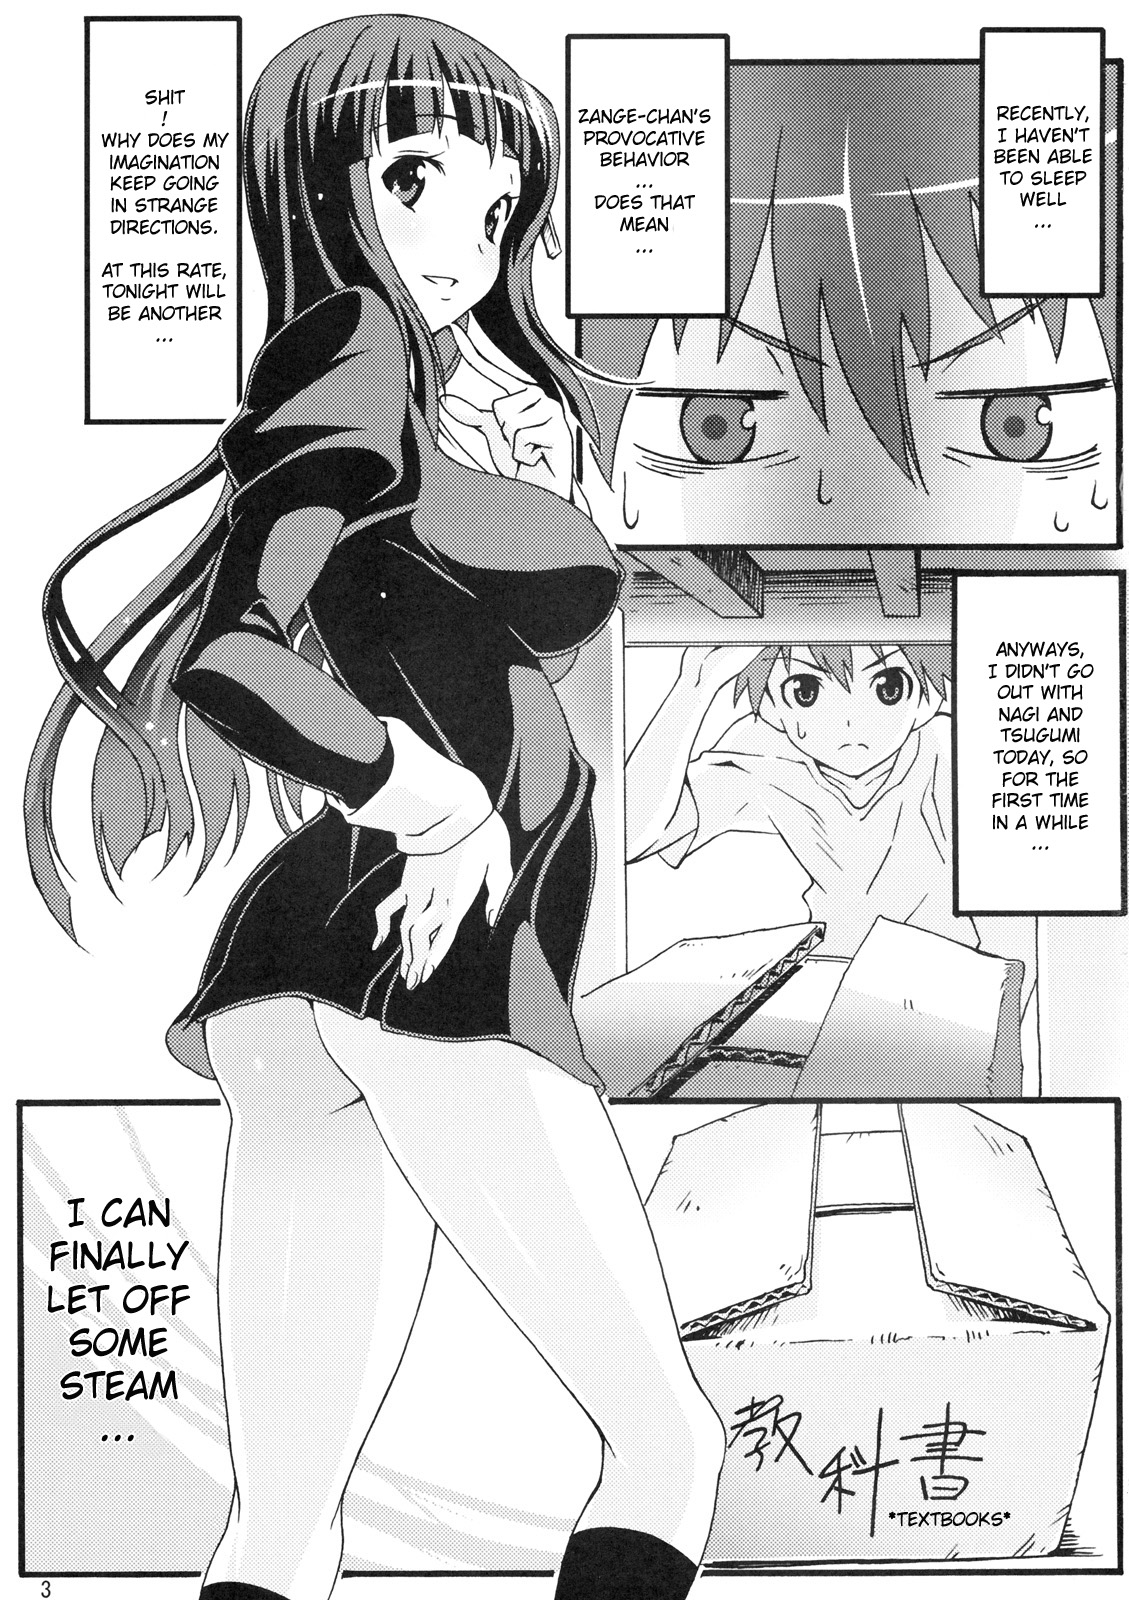 RECENTLY,
I HAVEN'T
BEEN ABLE
TO SLEEP
WELL
...
ZANGE-CHAN'S
PROVOCATIVE
BEHAVIOR
...
DOES THAT
MEAN
...
SHIT
!
WHY DOES MY
IMAGINATION
KEEP GOING
IN STRANGE
DIRECTIONS.
AT THIS RATE,
TONIGHT WILL
BE ANOTHER
...
ANYWAYS,
I DIDN'T GO
OUT WITH
NAGI AND
TSUGUMI
TODAY, SO
FOR THE
FIRST TIME
IN A WHILE
...
I CAN
FINALLY
LET OFF
SOME
STEAM
...
教科書
*TEXTBOOKS*
3